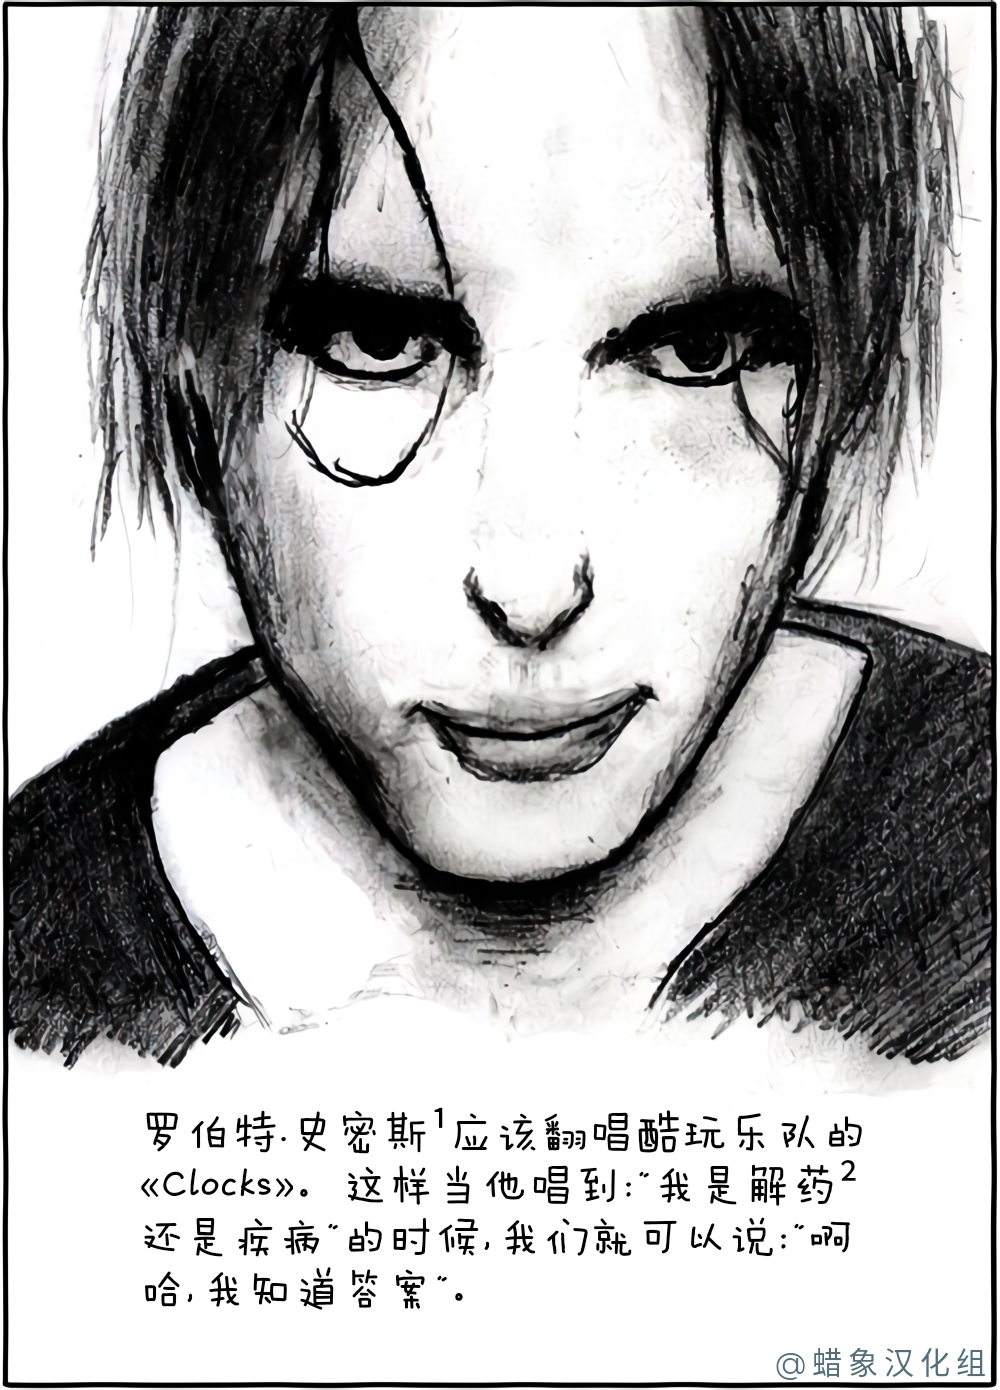 罗伯特·史密斯¹应该翻唱酷玩乐队的
«Clocks»。 这样当他唱到:"我是解药²
还是疾病"的时候,我们就可以说:"啊
哈,我知道答案"。
@蜡象汉化组